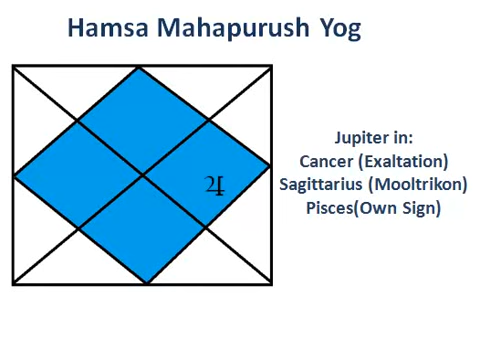 Hamsa Mahapurush Yog
Jupiter in:
Cancer (Exaltation)
Sagittarius (Mooltrikon)
Pisces(Own Sign)
♃